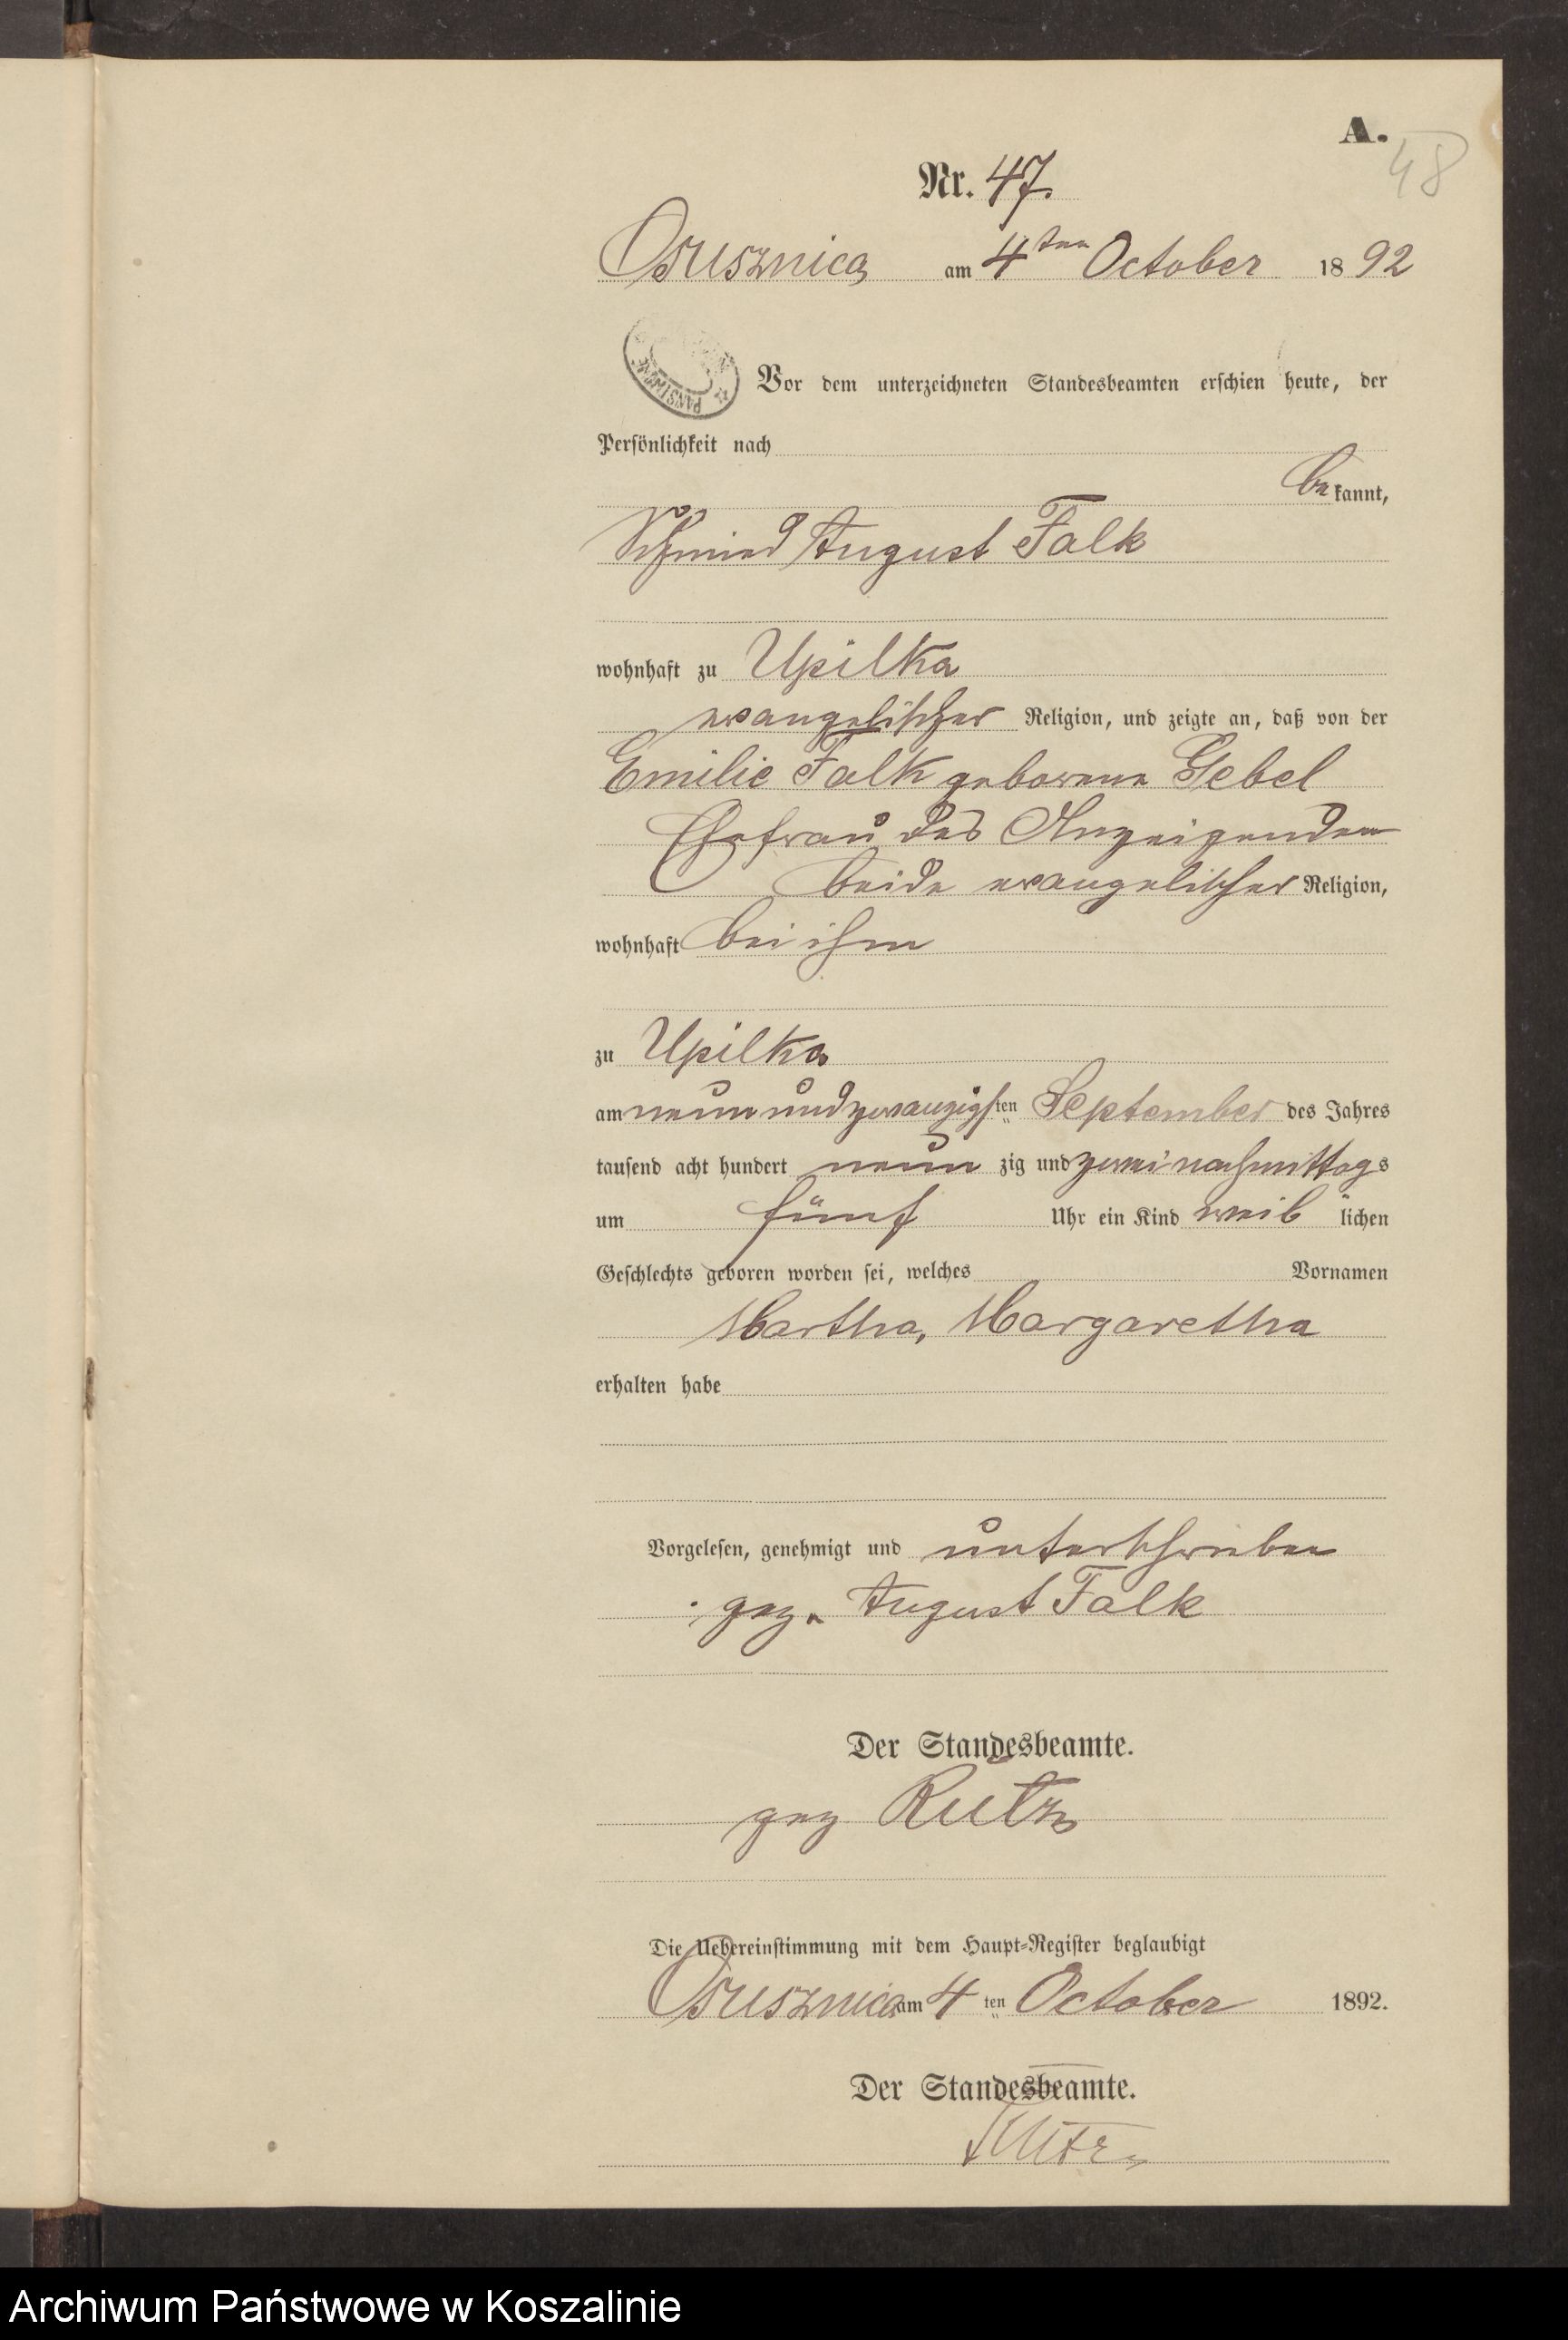 A.
48
Nr. 47.
Osusznica am 4ten October 1892
PAŃSTWOWE
Vor dem unterzeichneten Standesbeamten erschien heute, der
Persönlichkeit nach
bekannt,
Schmied August Falk
wohnhaft zu Upilka
evangelischer Religion, und zeigte an, daß von der
Emilie Falk geborene Gebel
Ehefrau des Anzeigenden
beide evangelischer Religion,
wohnhaft bei ihm
zu Upilka
am neunundzwanzigsten September des Jahres
tausend acht hundert neunzig und zwei nachmittags
um fünf Uhr ein Kind weiblichen
Geschlechts geboren worden sei, welches Vornamen
Martha, Margaretha
erhalten habe
Vorgelesen, genehmigt und unterschrieben
gez. August Falk
Der Standesbeamte.
gez Rütz
Die Uebereinstimmung mit dem Haupt-Register beglaubigt
Osusznica am 4ten October 1892.
Der Standesbeamte.
Rütz
Archiwum Państwowe w Koszalinie